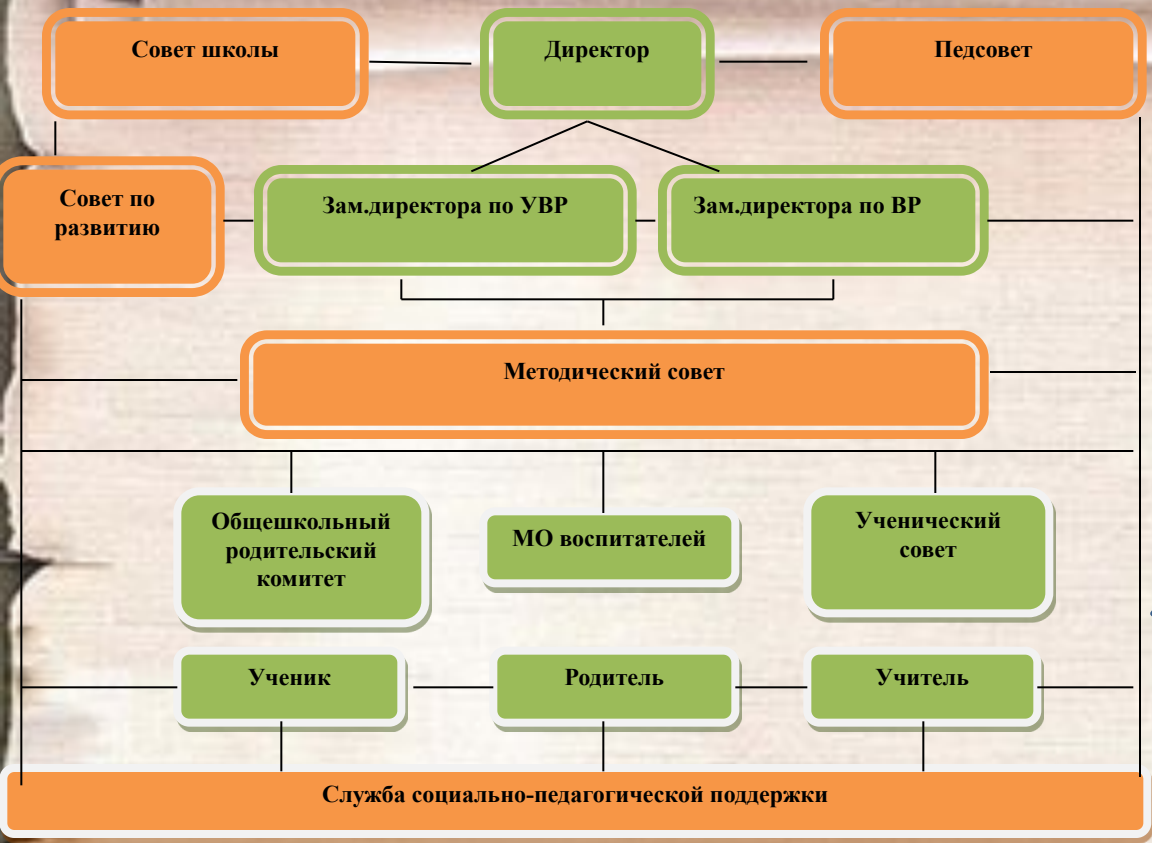 Совет школы
Директор
Педсовет
Совет по
развитию
Зам.директора по УВР
Зам.директора по ВР
Методический совет
Общешкольный
родительский
комитет
МО воспитателей
Ученический
совет
Ученик
Родитель
Учитель
Служба социально-педагогической поддержки